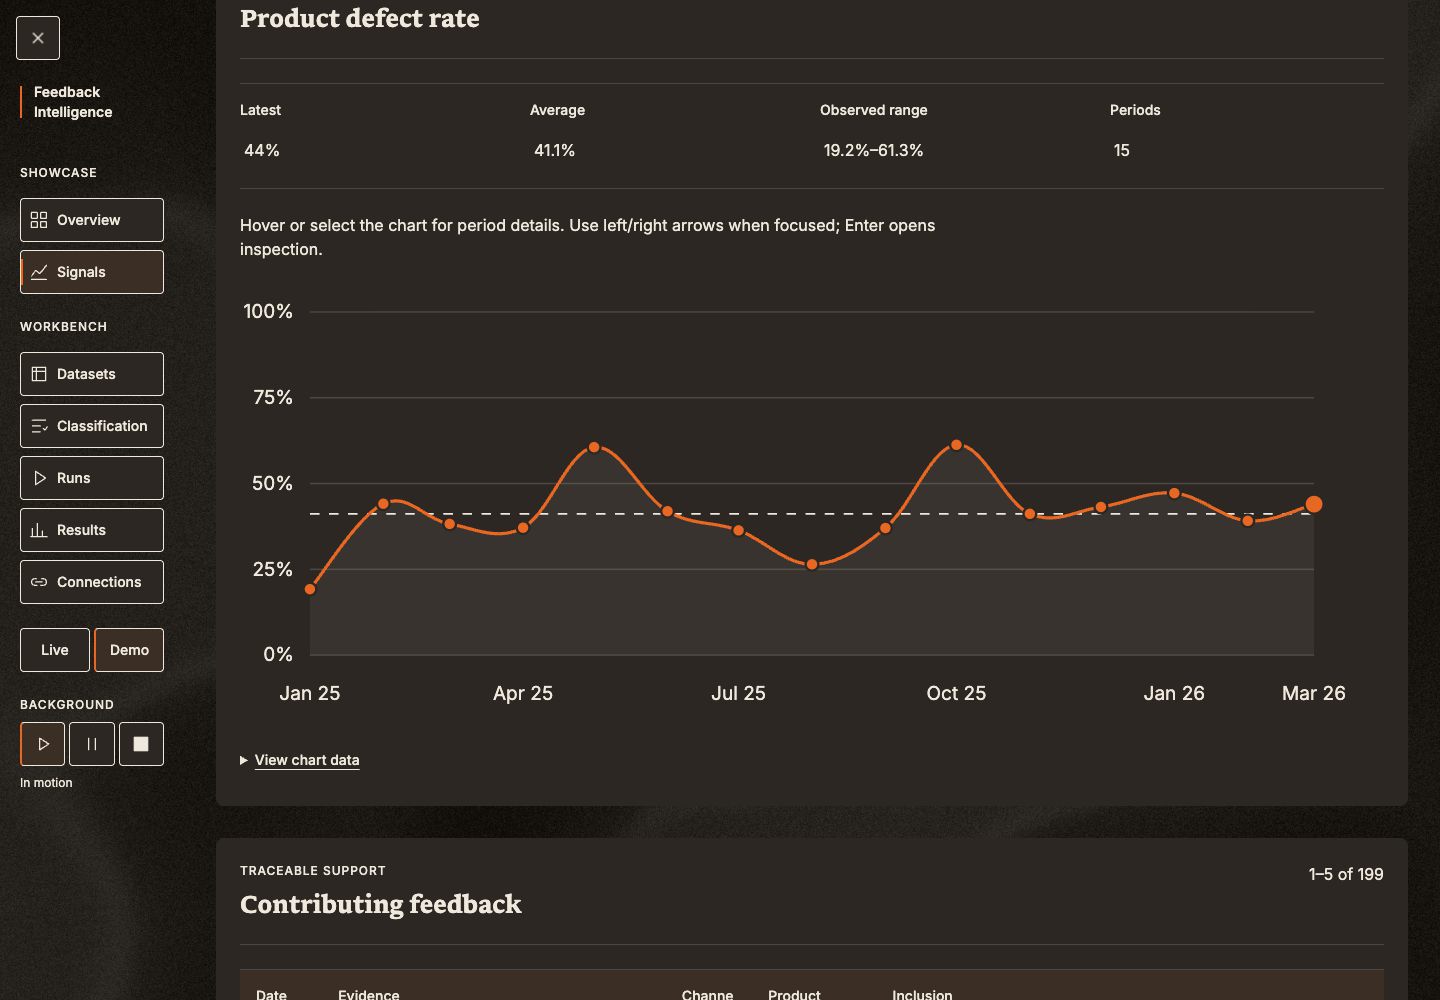 Feedback
Intelligence
SHOWCASE
Overview
Signals
WORKBENCH
Datasets
Classification
Runs
Results
Connections
Live
Demo
BACKGROUND
In motion
Product defect rate
Latest
Average
Observed range
Periods
44%
41.1%
19.2%–61.3%
15
Hover or select the chart for period details. Use left/right arrows when focused; Enter opens
inspection.
100%
75%
50%
25%
0%
Jan 25
Apr 25
Jul 25
Oct 25
Jan 26
Mar 26
View chart data
TRACEABLE SUPPORT
1–5 of 199
Contributing feedback
Date
Evidence
Channe
Product
Inclusion